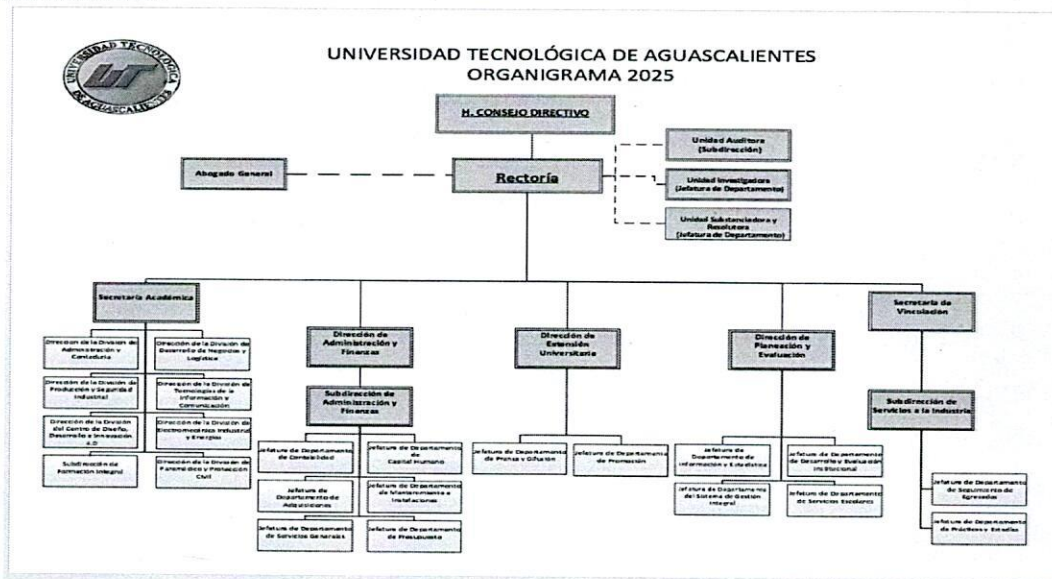 UNIVERSIDAD TECNOLÓGICA
DE AGUASCALIENTES
UNIVERSIDAD TECNOLÓGICA DE AGUASCALIENTES
ORGANIGRAMA 2025
H. CONSEJO DIRECTIVO
Unidad Auditora
(Subdirección)
Abogado General
Rectoría
Unidad Investigadora
(Jefatura de Departamento)
Unidad Substanciadora y
Resolutora
(Jefatura de Departamento)
Secretaría Académica
Secretaría de
Vinculación
Dirección de
Administración y
Finanzas
Dirección de
Extensión
Universitaria
Dirección de
Planeación y
Evaluación
Dirección de la División de
Administración y
Contaduría
Dirección de la División de
Desarrollo de Negocios y
Logística
Dirección de la División de
Producción y Seguridad
Industrial
Dirección de la División de
Tecnologías de la
Información y
Comunicación
Dirección de la División
del Centro de Diseño,
Desarrollo e Innovación
4.0
Dirección de la División de
Electromecánica Industrial
y Energías
Subdirección de
Formación Integral
Dirección de la División de
Paramédico y Protección
Civil
Subdirección de
Administración y
Finanzas
Subdirección de
Servicios a la Industria
Jefatura de Departamento
de Contabilidad
Jefatura de Departamento
de
Capital Humano
Jefatura de
Departamento de
Adquisiciones
Jefatura de Departamento
de Mantenimiento e
Instalaciones
Jefatura de Departamento
de Servicios Generales
Jefatura de Departamento
de Presupuesto
Jefatura de Departamento
de Prensa y Difusión
Jefatura de Departamento
de Promoción
Jefatura de
Departamento de
Información y Estadística
Jefatura de Departamento
de Desarrollo y Evaluación
Institucional
Jefatura de Departamento
del Sistema de Gestión
Integral
Jefatura de Departamento
de Servicios Escolares
Jefatura de Departamento
de Seguimiento de
Egresados
Jefatura de Departamento
de Prácticas y Estadías